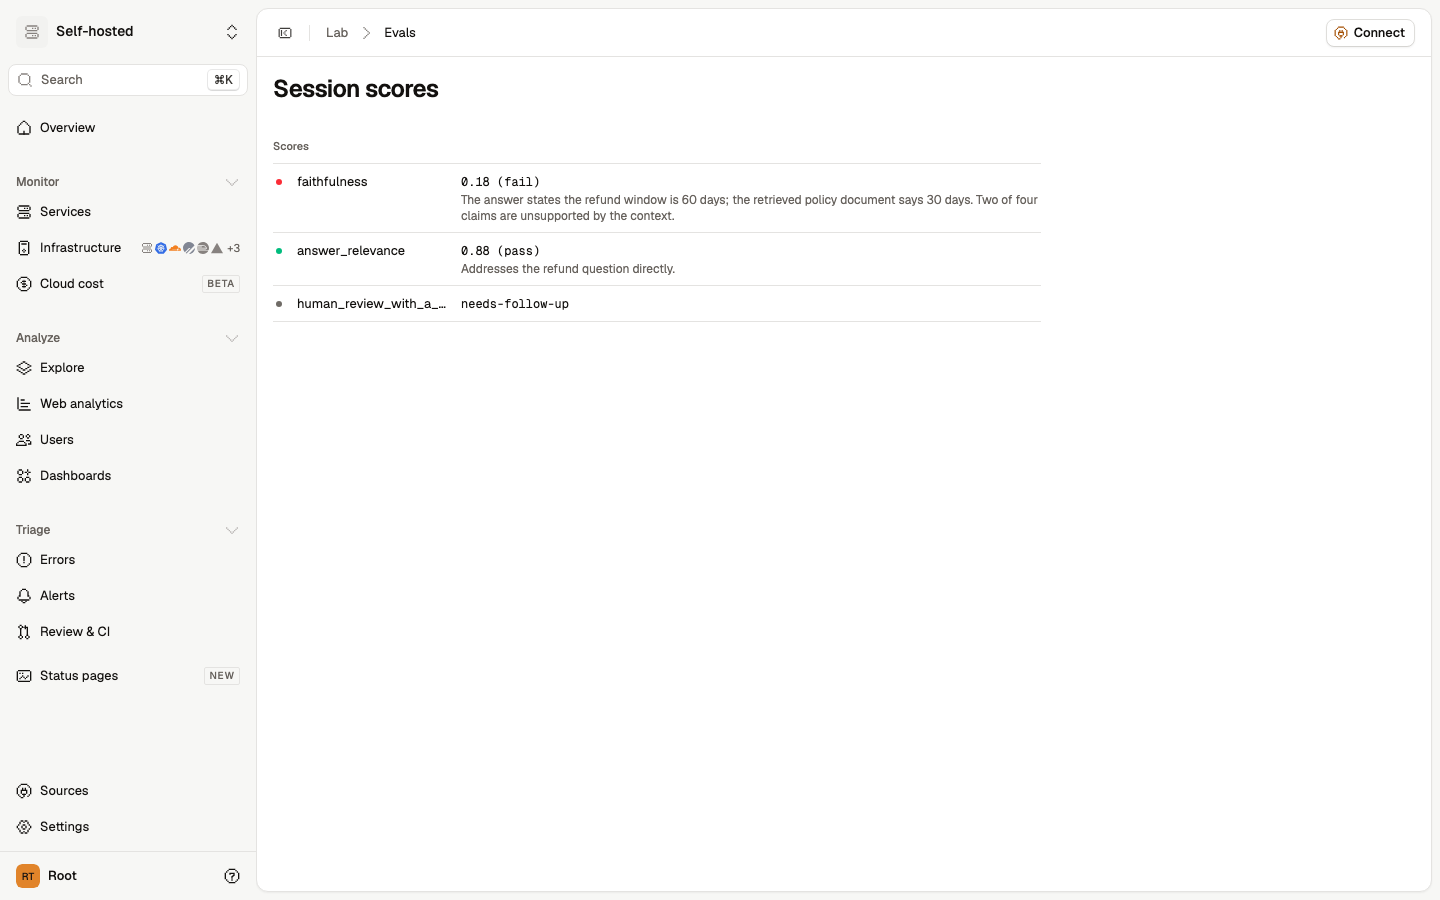 Self-hosted
Search ⌘K
Overview
Monitor
Services
Infrastructure +3
Cloud cost BETA
Analyze
Explore
Web analytics
Users
Dashboards
Triage
Errors
Alerts
Review & CI
Status pages NEW
Sources
Settings
RT Root
Lab Evals
Connect
Session scores
Scores
faithfulness 0.18 (fail)
The answer states the refund window is 60 days; the retrieved policy document says 30 days. Two of four
claims are unsupported by the context.
answer_relevance 0.88 (pass)
Addresses the refund question directly.
human_review_with_a_… needs-follow-up